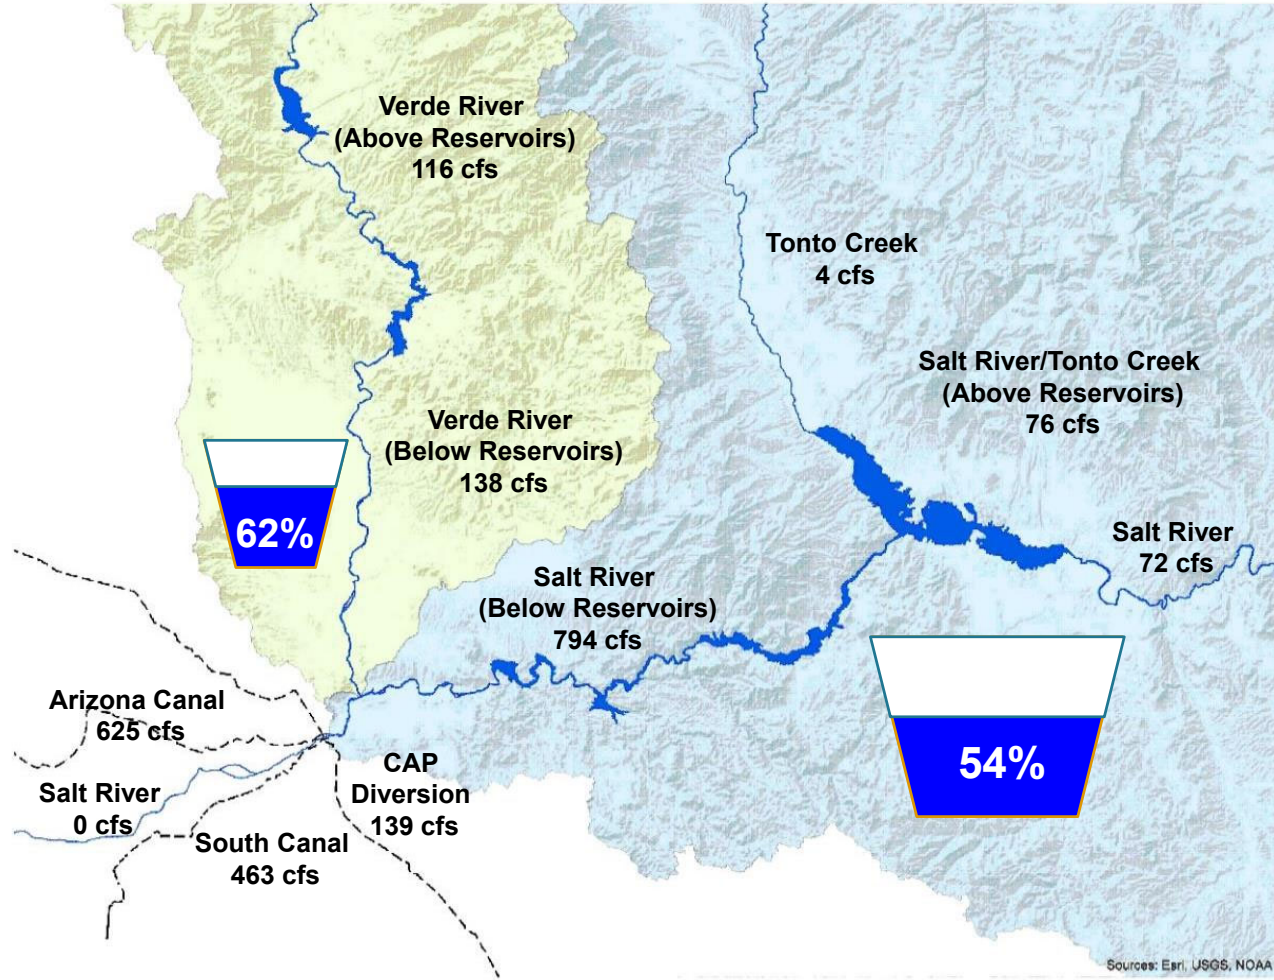 Verde River
(Above Reservoirs)
116 cfs
Tonto Creek
4 cfs
Salt River/Tonto Creek
(Above Reservoirs)
76 cfs
Verde River
(Below Reservoirs)
138 cfs
62%
Salt River
72 cfs
Salt River
(Below Reservoirs)
794 cfs
54%
Arizona Canal
625 cfs
CAP
Diversion
139 cfs
Salt River
0 cfs
South Canal
463 cfs
Sources: Esri, USGS, NOAA